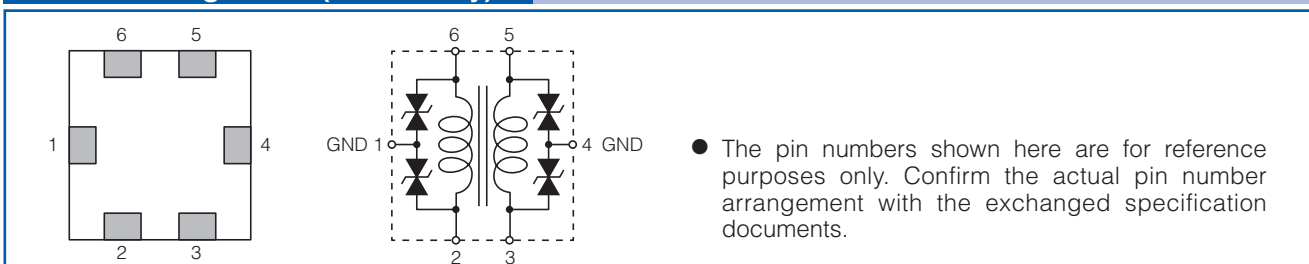 6 5
1 4
2 3
6 5
GND 1 4 GND
2 3
● The pin numbers shown here are for reference
purposes only. Confirm the actual pin number
arrangement with the exchanged specification
documents.